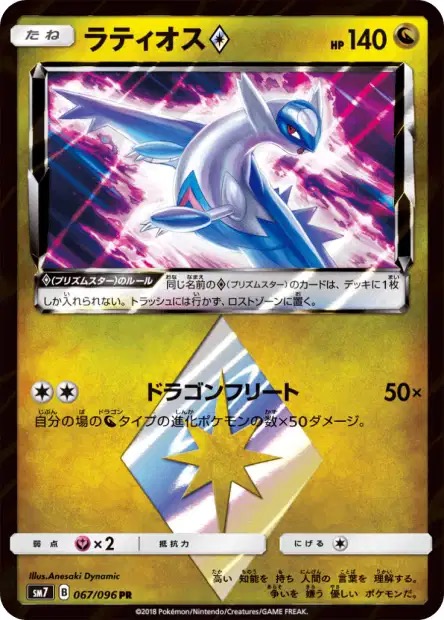 たね ラティオス◇ HP 140
◇(プリズムスター)のルール 同じ名前の◇(プリズムスター)のカードは、デッキに1枚
しか入れられない。トラッシュには行かず、ロストゾーンに置く。
ドラゴンフリート 50×
自分の場のタイプの進化ポケモンの数×50ダメージ。
弱点 ×2 抵抗力 にげる
Illus.Anesaki Dynamic
高い 知能を 持ち 人間の 言葉を 理解する。
争いを 嫌う 優しい ポケモンだ。
SM7 B 067/096 PR
©2018 Pokémon/Nintendo/Creatures/GAME FREAK.